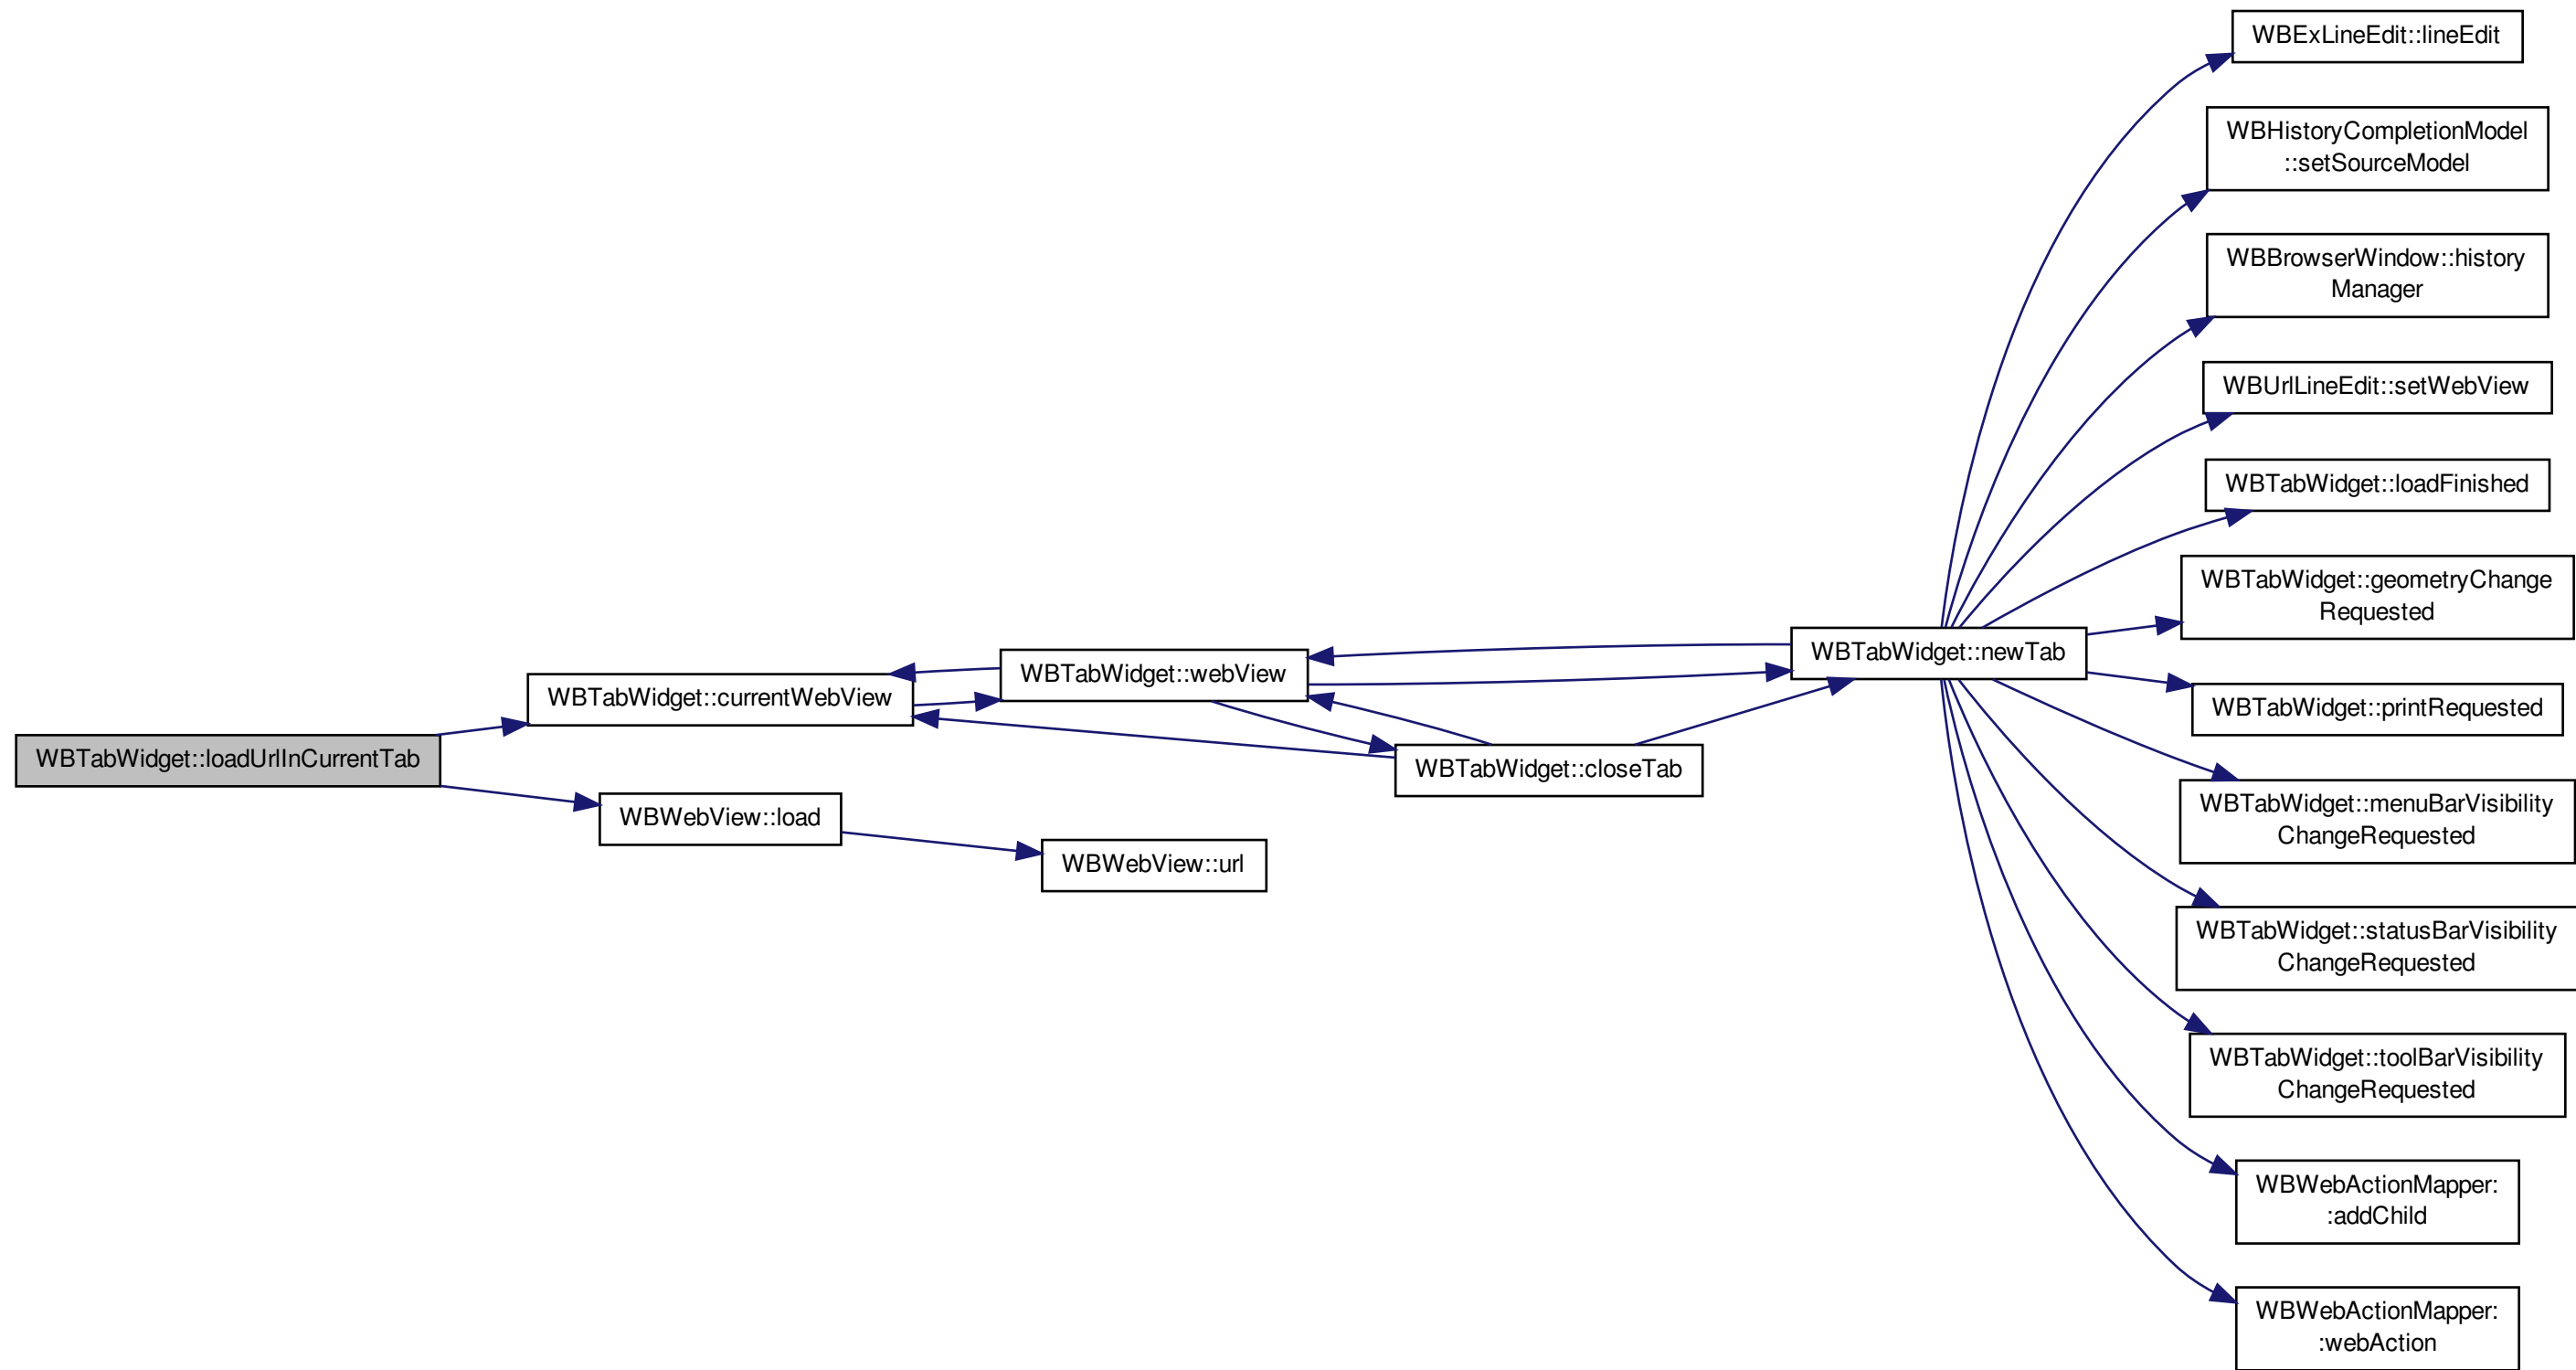 WBExLineEdit::lineEdit
WBHistoryCompletionModel
::setSourceModel
WBBrowserWindow::history
Manager
WBUrlLineEdit::setWebView
WBTabWidget::loadFinished
WBTabWidget::geometryChange
Requested
WBTabWidget::newTab
WBTabWidget::webView
WBTabWidget::currentWebView
WBTabWidget::printRequested
WBTabWidget::loadUrlInCurrentTab
WBTabWidget::closeTab
WBTabWidget::menuBarVisibility
ChangeRequested
WBWebView::load
WBWebView::url
WBTabWidget::statusBarVisibility
ChangeRequested
WBTabWidget::toolBarVisibility
ChangeRequested
WBWebActionMapper:
:addChild
WBWebActionMapper:
:webAction